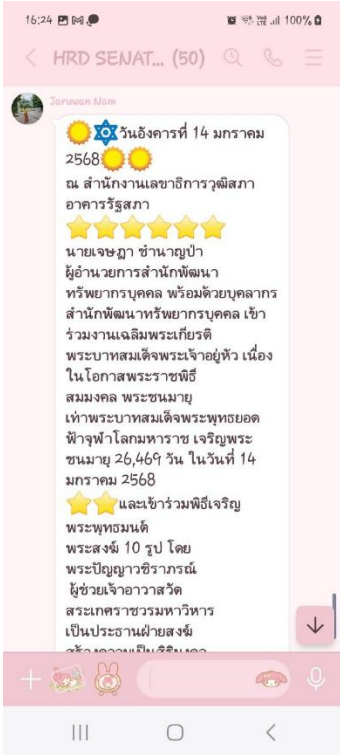 16:24
100%
HRD SENAT... (50)
Jaruwan Nam
วันอังคารที่ 14 มกราคม
2568
ณ สำนักงานเลขาธิการวุฒิสภา
อาคารรัฐสภา
นายเจษฎา ชำนาญป่า
ผู้อำนวยการสำนักพัฒนา
ทรัพยากรบุคคล พร้อมด้วยบุคลากร
สำนักพัฒนาทรัพยากรบุคคล เข้า
ร่วมงานเฉลิมพระเกียรติ
พระบาทสมเด็จพระเจ้าอยู่หัว เนื่อง
ในโอกาสพระราชพิธี
สมมงคล พระชนมายุ
เท่าพระบาทสมเด็จพระพุทธยอด
ฟ้าจุฬาโลกมหาราช เจริญพระ
ชนมายุ 26,469 วัน ในวันที่ 14
มกราคม 2568
และเข้าร่วมพิธีเจริญ
พระพุทธมนต์
พระสงฆ์ 10 รูป โดย
พระปัญญาวชิราภรณ์
ผู้ช่วยเจ้าอาวาสวัด
สระเกศราชวรมหาวิหาร
เป็นประธานฝ่ายสงฆ์